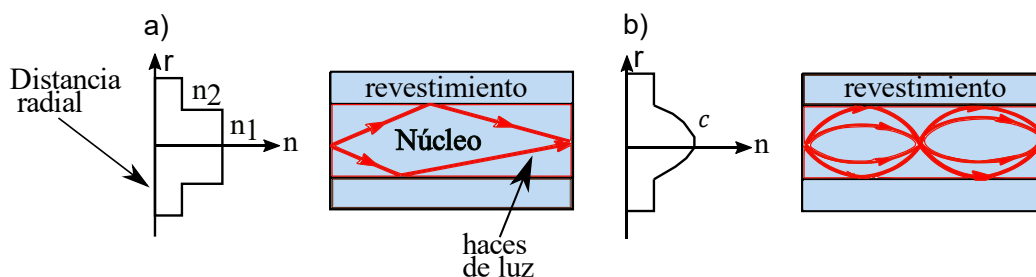 a)
r
Distancia
radial
n2
n1
n
revestimiento
Núcleo
haces
de luz
b)
r
c
n
revestimiento